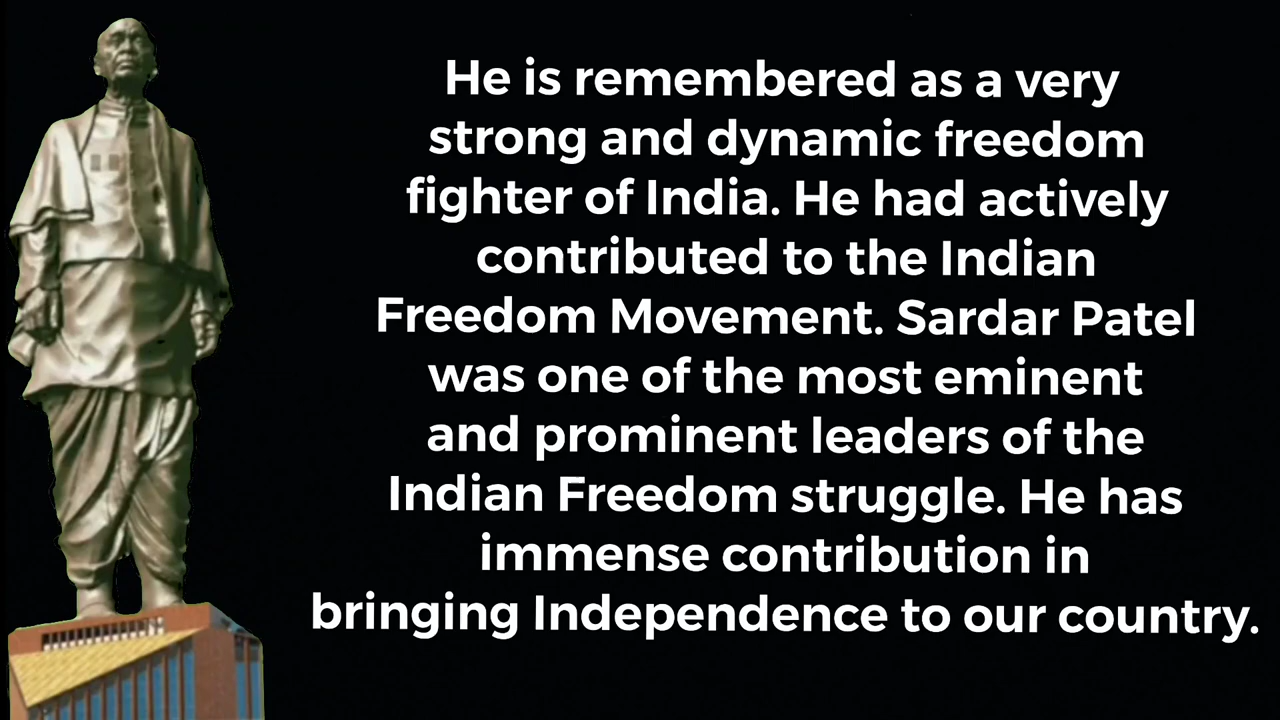 He is remembered as a very
strong and dynamic freedom
fighter of India. He had actively
contributed to the Indian
Freedom Movement. Sardar Patel
was one of the most eminent
and prominent leaders of the
Indian Freedom struggle. He has
immense contribution in
bringing Independence to our country.